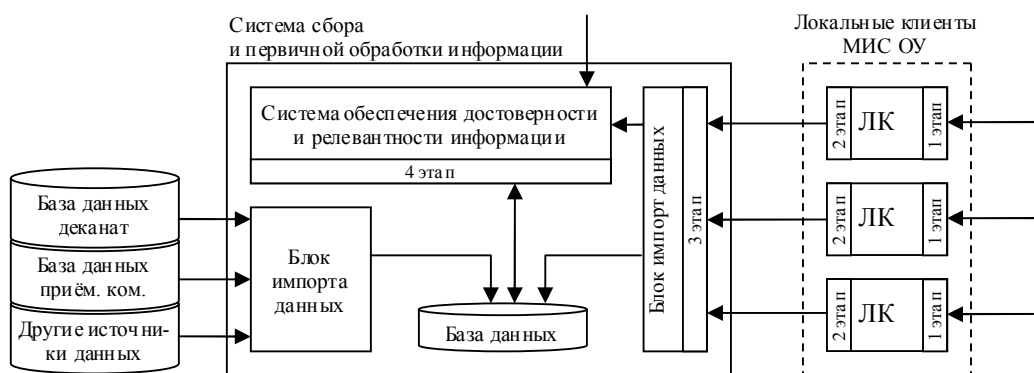 Система сбора
и первичной обработки информации
Локальные клиенты
МИС ОУ
Система обеспечения достоверности
и релевантности информации
4 этап
Блок импорт данных
3 этап
2 этап
ЛК
1 этап
2 этап
ЛК
1 этап
2 этап
ЛК
1 этап
База данных
деканат
База данных
приём. ком.
Другие источни-
ки данных
Блок
импорта
данных
База данных